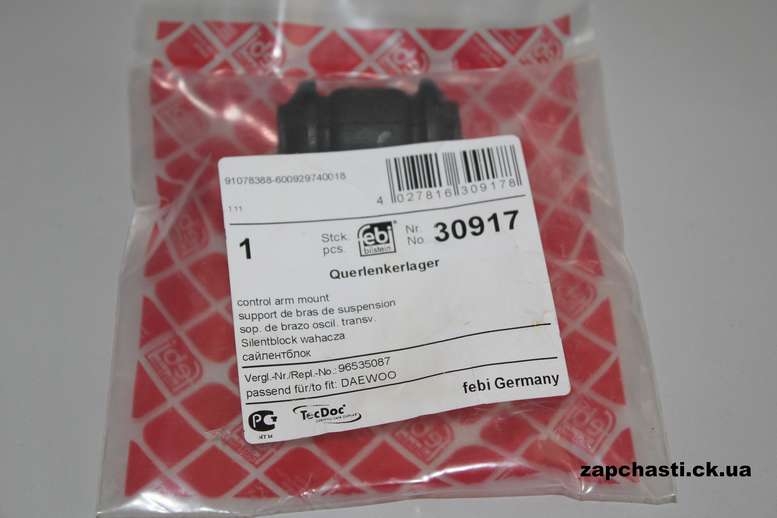 91078388-600929740018
111
4 027816 309178
1 Stck. pcs. febi bilstein Nr. No. 30917
Querlenkerlager
control arm mount
support de bras de suspension
sop. de brazo oscil. transv.
Silentblock wahacza
сайлентблок
Vergl.-Nr./Repl.-No.: 96535087
passend für/to fit: DAEWOO
febi Germany
TecDoc
zapchasti.ck.ua